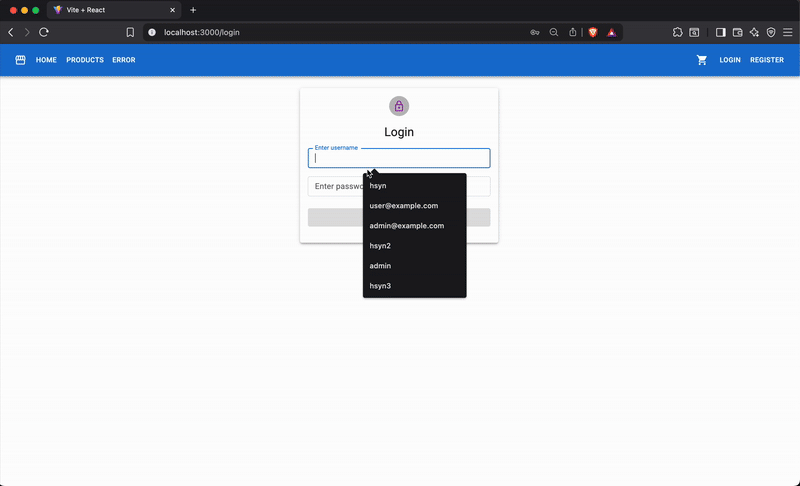 Vite + React
localhost:3000/login
HOME PRODUCTS ERROR LOGIN REGISTER
Login
Enter username
Enter passwo
hsyn
user@example.com
admin@example.com
hsyn2
admin
hsyn3